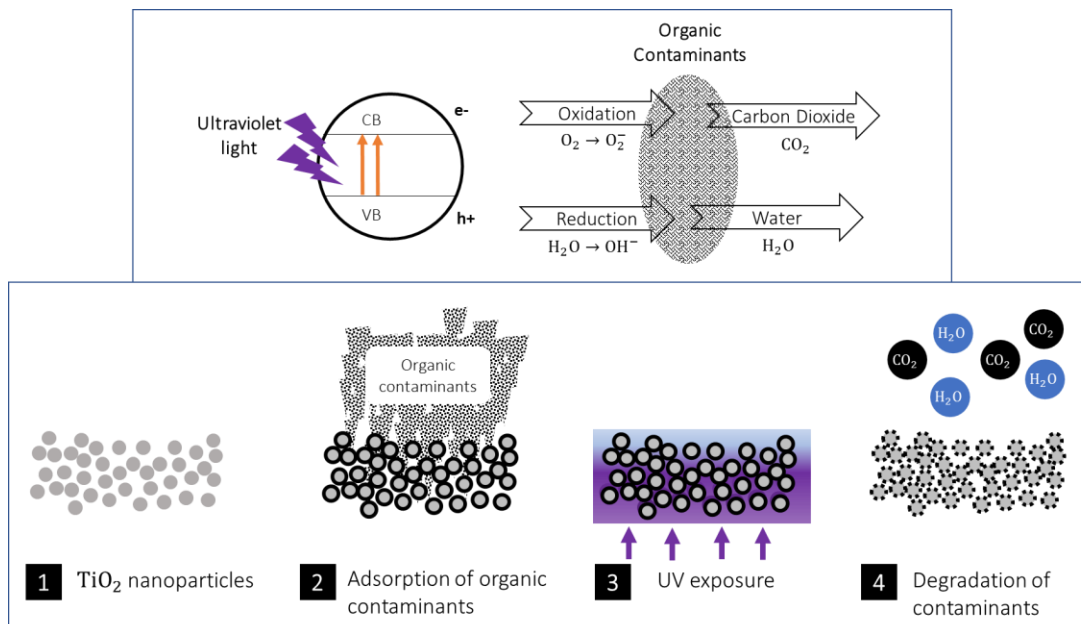 Organic
Contaminants
Ultraviolet
light
CB
VB
e-
h+
Oxidation
O₂ → O₂⁻
Carbon Dioxide
CO₂
Reduction
H₂O → OH⁻
Water
H₂O
Organic
contaminants
CO₂
H₂O
H₂O
CO₂
CO₂
H₂O
1 TiO₂ nanoparticles
2 Adsorption of organic
contaminants
3 UV exposure
4 Degradation of
contaminants